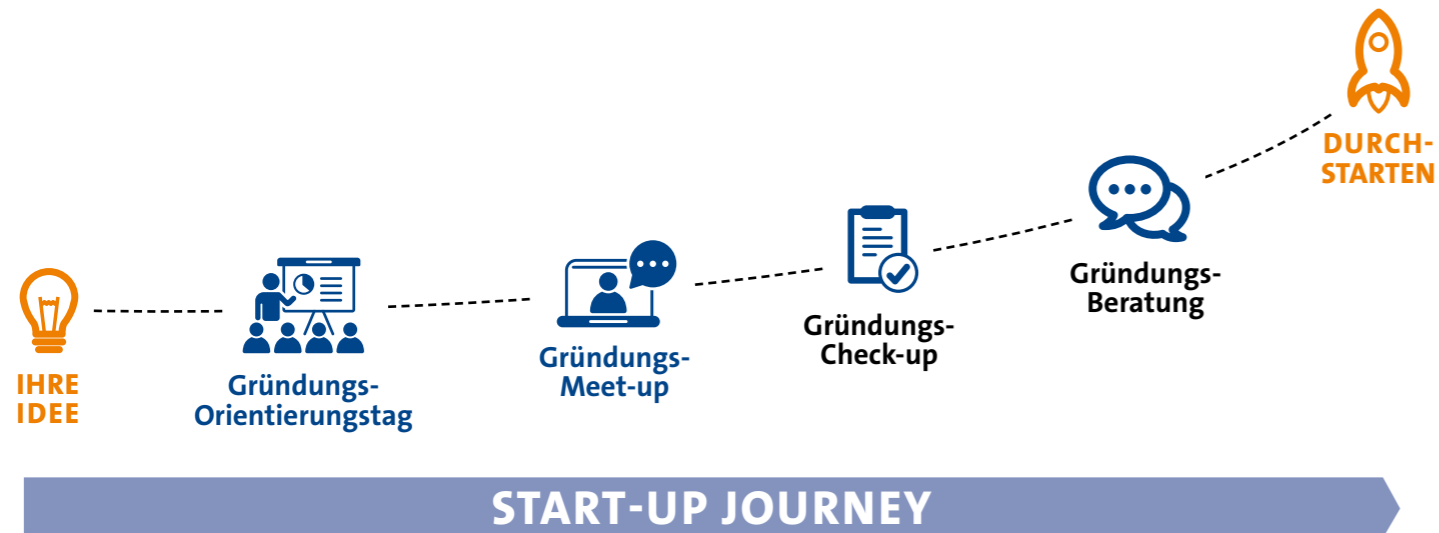 IHRE
IDEE
Gründungs-
Orientierungstag
Gründungs-
Meet-up
Gründungs-
Check-up
Gründungs-
Beratung
DURCH-
STARTEN
START-UP JOURNEY